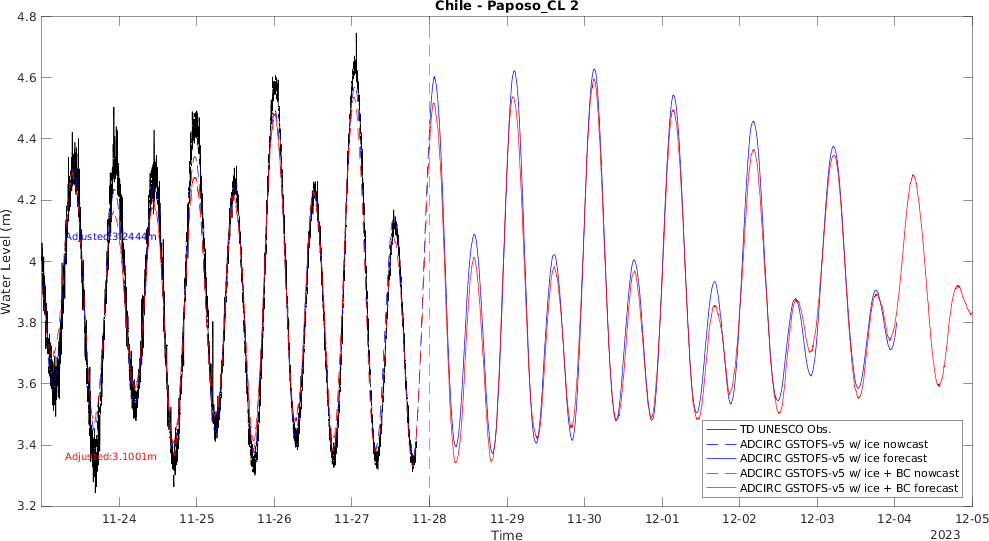 Chile - Paposo_CL 2
4.8
4.6
4.4
4.2
4
3.8
3.6
3.4
3.2
Water Level (m)
Adjusted:3.2444m
Adjusted:3.1001m
TD UNESCO Obs.
ADCIRC GSTOFS-v5 w/ ice nowcast
ADCIRC GSTOFS-v5 w/ ice forecast
ADCIRC GSTOFS-v5 w/ ice + BC nowcast
ADCIRC GSTOFS-v5 w/ ice + BC forecast
11-24 11-25 11-26 11-27 11-28 11-29 11-30 12-01 12-02 12-03 12-04 12-05
Time
2023